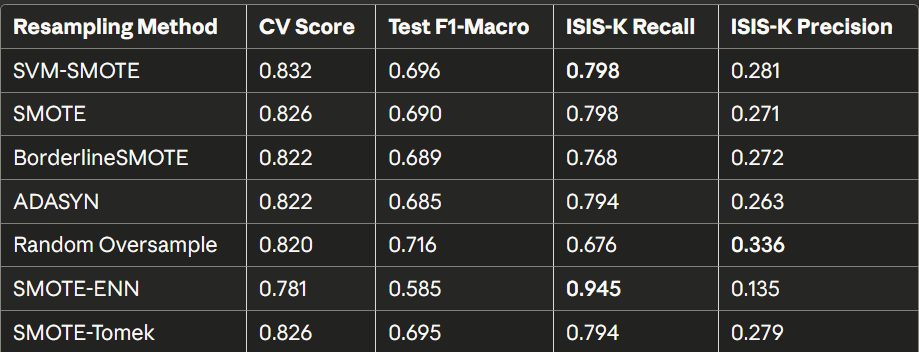 Resampling Method CV Score Test F1-Macro ISIS-K Recall ISIS-K Precision
SVM-SMOTE 0.832 0.696 0.798 0.281
SMOTE 0.826 0.690 0.798 0.271
BorderlineSMOTE 0.822 0.689 0.768 0.272
ADASYN 0.822 0.685 0.794 0.263
Random Oversample 0.820 0.716 0.676 0.336
SMOTE-ENN 0.781 0.585 0.945 0.135
SMOTE-Tomek 0.826 0.695 0.794 0.279